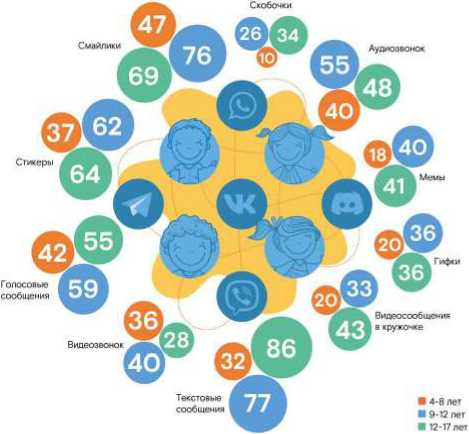 Скобочки
26
34
10
Смайлики
47
76
69
Аудиозвонок
55
48
40
37
62
Стикеры
64
18
40
41
Мемы
VK
42
55
Голосовые
сообщения
59
20
36
36
Гифки
20
33
43
Видеосообщения
в кружочке
36
28
Видеозвонок
40
32
86
Текстовые
сообщения
77
4-8 лет
9-12 лет
12-17 лет